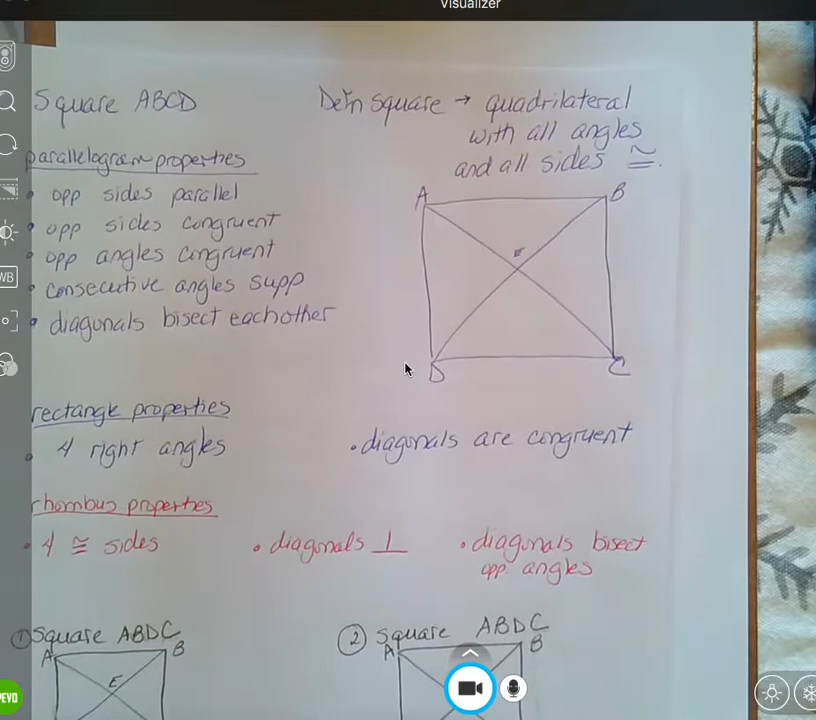 Visualizer
Square ABCD
Def'n square → quadrilateral
with all angles
and all sides ≅.
parallelogram properties
• opp sides parallel
• opp sides congruent
• opp angles congruent
• consecutive angles supp
• diagonals bisect eachother
A
B
E
D
C
rectangle properties
• 4 right angles
• diagonals are congruent
rhombus properties
• 4 ≅ sides
• diagonals ⊥
• diagonals bisect
opp. angles
① Square ABDC
A
B
E
② Square ABDC
A
B
WB